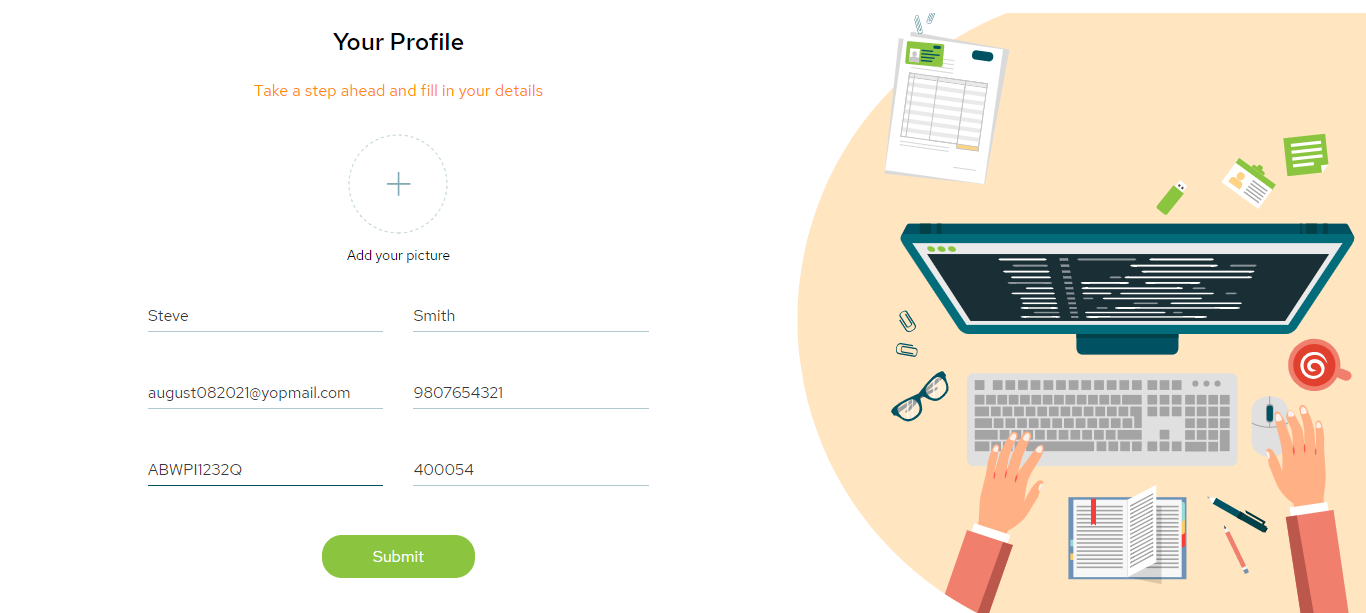 Your Profile
Take a step ahead and fill in your details
Add your picture
Steve Smith
august082021@yopmail.com 9807654321
ABWPI1232Q 400054
Submit